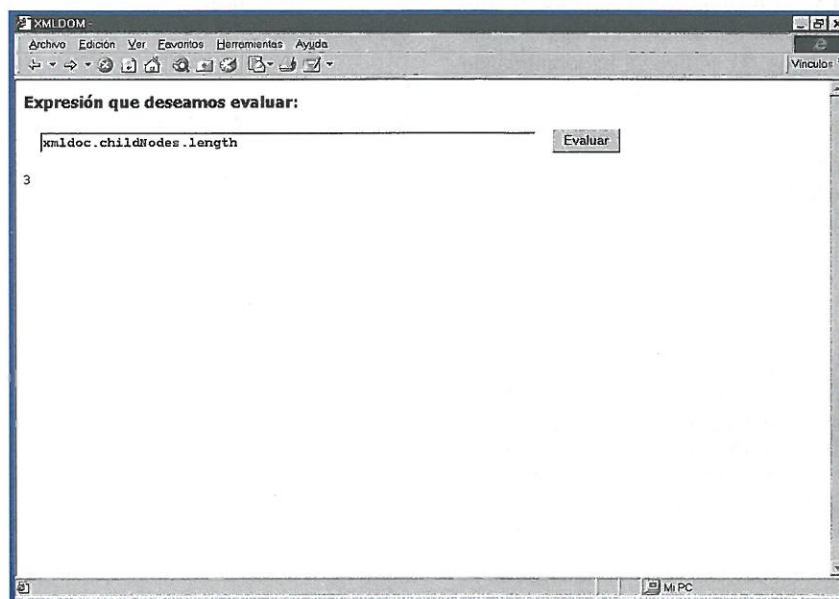 XMLDOM -
Archivo Edición Ver Favoritos Herramientas Ayuda
Vínculos
Expresión que deseamos evaluar:
xmldoc.childNodes.length
Evaluar
3
Mi PC